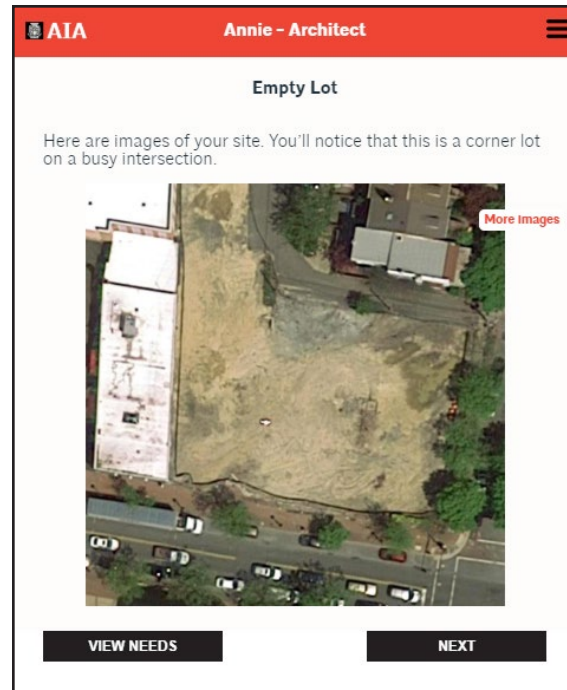 AIA
Annie – Architect
Empty Lot
Here are images of your site. You'll notice that this is a corner lot
on a busy intersection.
More Images
VIEW NEEDS
NEXT